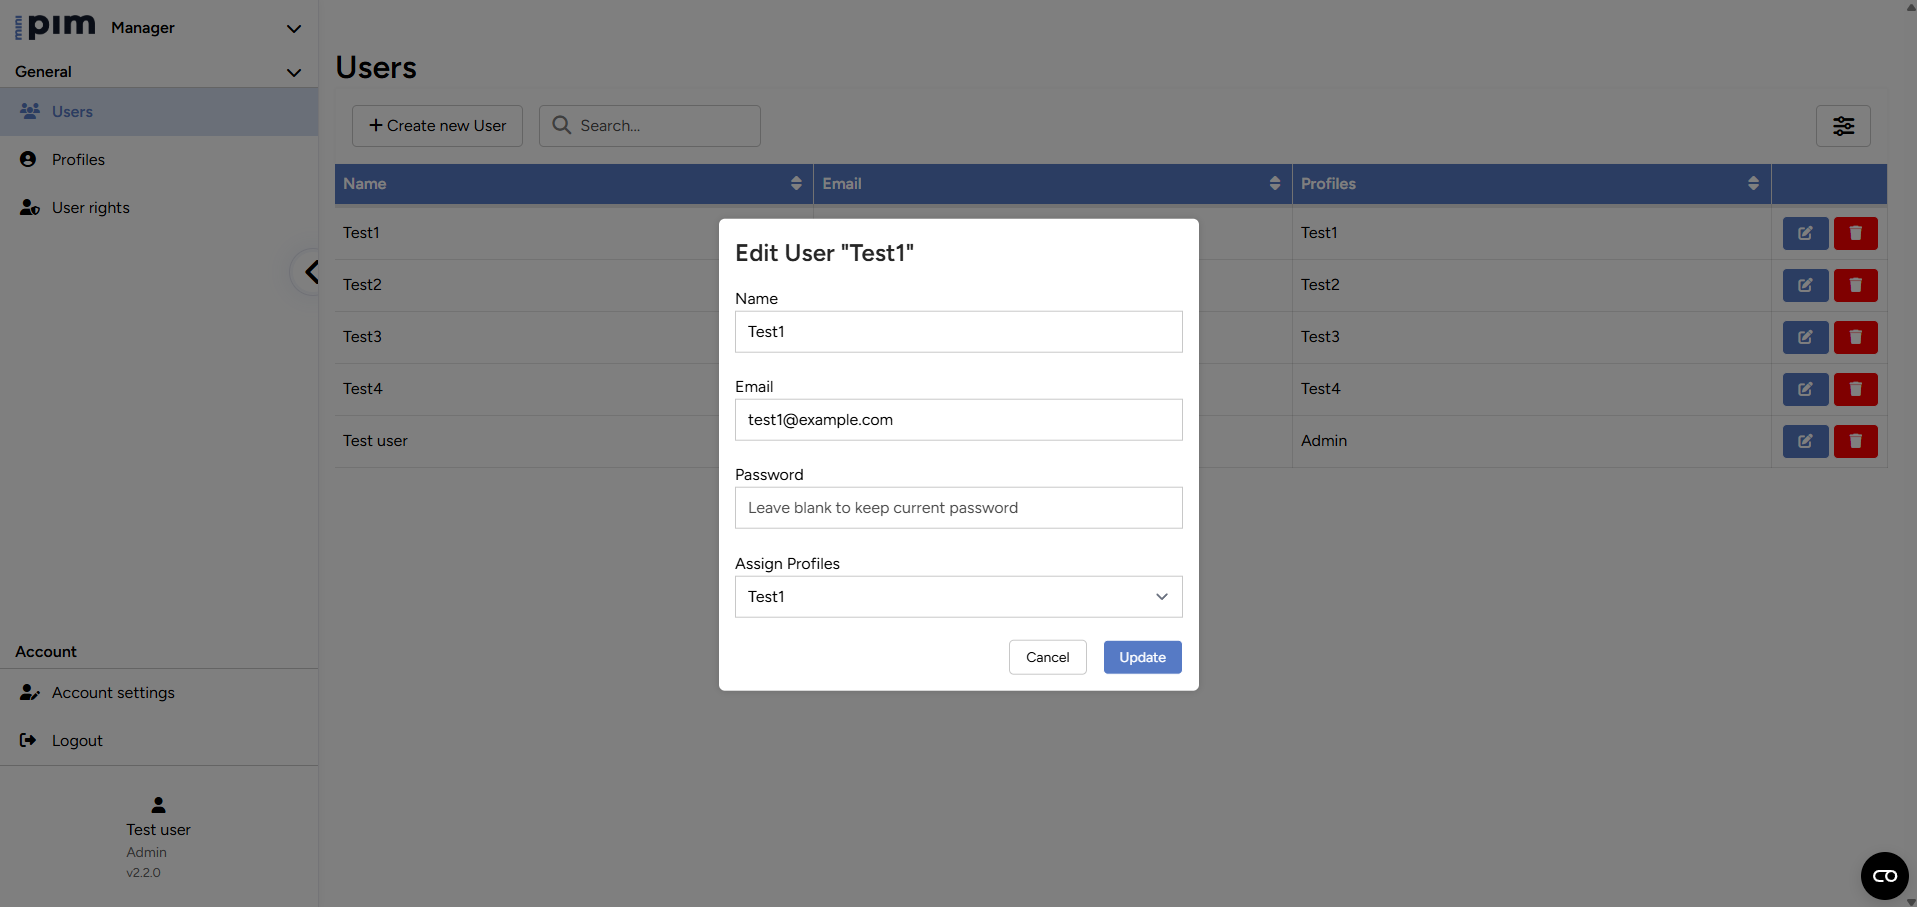 mini pim Manager
General
Users
Profiles
User rights
Account
Account settings
Logout
Test user
Admin
v2.2.0
Users
+ Create new User
Search...
Name Email Profiles
Test1 Test1
Test2 Test2
Test3 Test3
Test4 Test4
Test user Admin
Edit User "Test1"
Name
Test1
Email
test1@example.com
Password
Leave blank to keep current password
Assign Profiles
Test1
Cancel Update